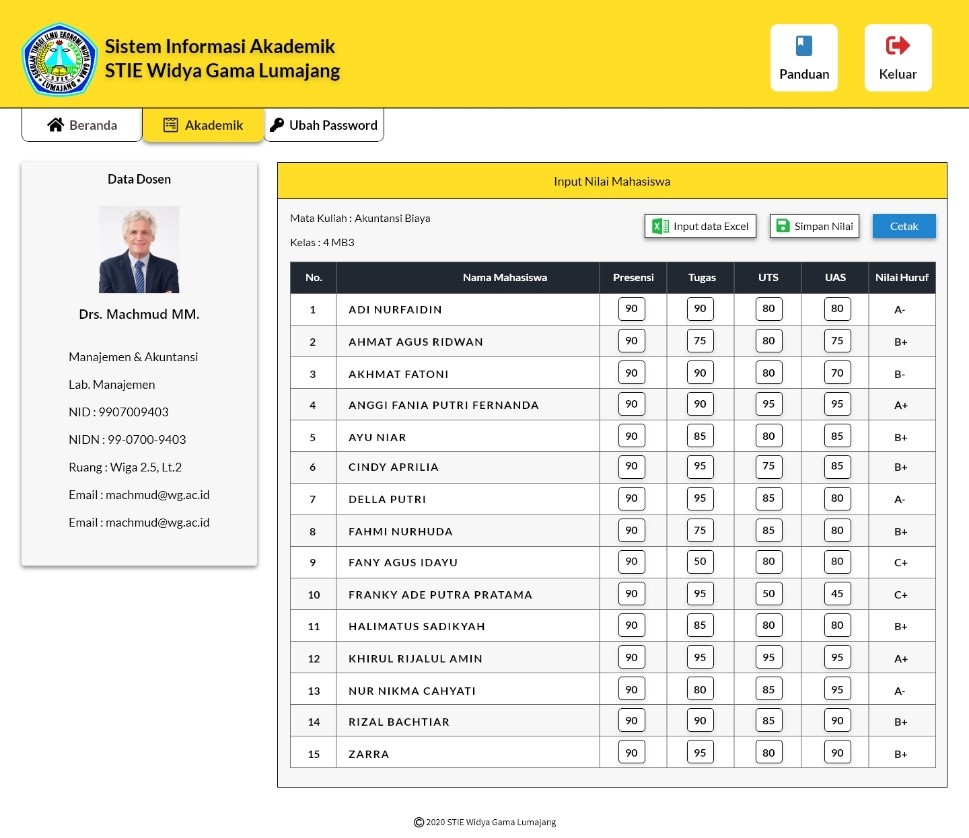 Sistem Informasi Akademik
STIE Widya Gama Lumajang
Panduan
Keluar
SEKOLAH TINGGI ILMU EKONOMI WIDYA GAMA
STIE
LUMAJANG
Beranda
Akademik
Ubah Password
Data Dosen
Drs. Machmud MM.
Manajemen & Akuntansi
Lab. Manajemen
NID : 9907009403
NIDN : 99-0700-9403
Ruang : Wiga 2.5, Lt.2
Email : machmud@wg.ac.id
Email : machmud@wg.ac.id
Input Nilai Mahasiswa
Mata Kuliah : Akuntansi Biaya
Kelas : 4 MB3
Input data Excel
Simpan Nilai
Cetak
No. Nama Mahasiswa Presensi Tugas UTS UAS Nilai Huruf
1 ADI NURFAIDIN 90 90 80 80 A-
2 AHMAT AGUS RIDWAN 90 75 80 75 B+
3 AKHMAT FATONI 90 90 80 70 B-
4 ANGGI FANIA PUTRI FERNANDA 90 90 95 95 A+
5 AYU NIAR 90 85 80 85 B+
6 CINDY APRILIA 90 95 75 85 B+
7 DELLA PUTRI 90 95 85 80 A-
8 FAHMI NURHUDA 90 75 85 80 B+
9 FANY AGUS IDAYU 90 50 80 80 C+
10 FRANKY ADE PUTRA PRATAMA 90 95 50 45 C+
11 HALIMATUS SADIKYAH 90 85 80 80 B+
12 KHIRUL RIJALUL AMIN 90 95 95 95 A+
13 NUR NIKMA CAHYATI 90 80 85 95 A-
14 RIZAL BACHTIAR 90 90 85 90 B+
15 ZARRA 90 95 80 90 B+
© 2020 STIE Widya Gama Lumajang